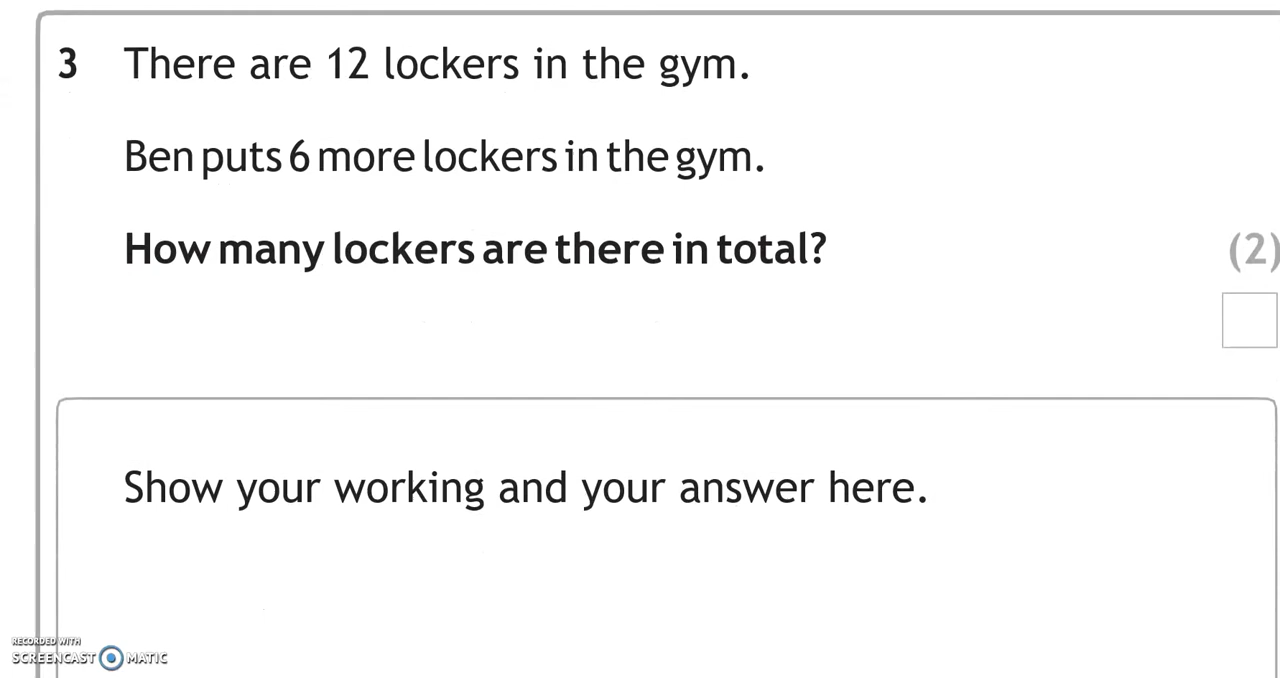 3 There are 12 lockers in the gym.
Ben puts 6 more lockers in the gym.
How many lockers are there in total? (2)
Show your working and your answer here.
RECORDED WITH
SCREENCAST MATIC